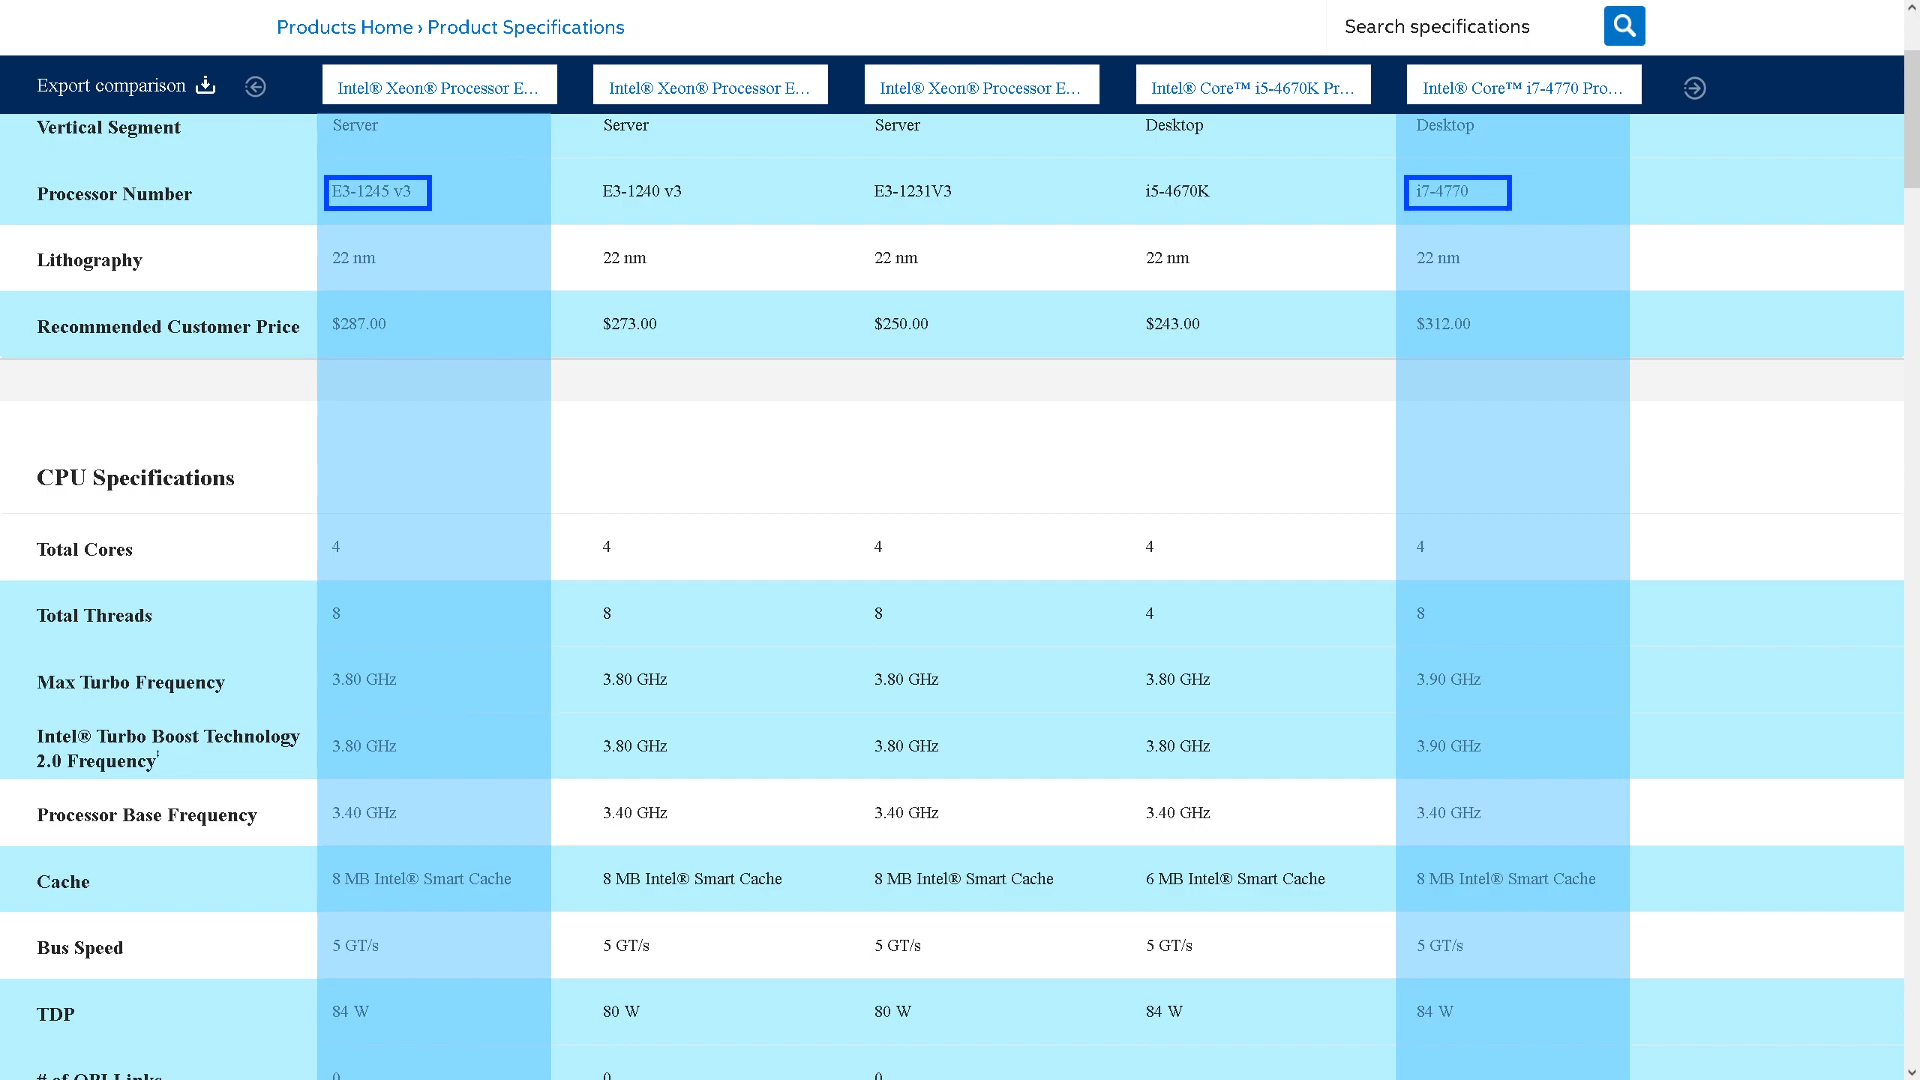 Products Home › Product Specifications
Search specifications
Export comparison Intel® Xeon® Processor E... Intel® Xeon® Processor E... Intel® Xeon® Processor E... Intel® Core™ i5-4670K Pr... Intel® Core™ i7-4770 Pro...
Vertical Segment Server Server Server Desktop Desktop
Processor Number E3-1245 v3 E3-1240 v3 E3-1231V3 i5-4670K i7-4770
Lithography 22 nm 22 nm 22 nm 22 nm 22 nm
Recommended Customer Price $287.00 $273.00 $250.00 $243.00 $312.00
CPU Specifications
Total Cores 4 4 4 4 4
Total Threads 8 8 8 4 8
Max Turbo Frequency 3.80 GHz 3.80 GHz 3.80 GHz 3.80 GHz 3.90 GHz
Intel® Turbo Boost Technology
2.0 Frequency‡ 3.80 GHz 3.80 GHz 3.80 GHz 3.80 GHz 3.90 GHz
Processor Base Frequency 3.40 GHz 3.40 GHz 3.40 GHz 3.40 GHz 3.40 GHz
Cache 8 MB Intel® Smart Cache 8 MB Intel® Smart Cache 8 MB Intel® Smart Cache 6 MB Intel® Smart Cache 8 MB Intel® Smart Cache
Bus Speed 5 GT/s 5 GT/s 5 GT/s 5 GT/s 5 GT/s
TDP 84 W 80 W 80 W 84 W 84 W
# of QPI Links 0 0 0